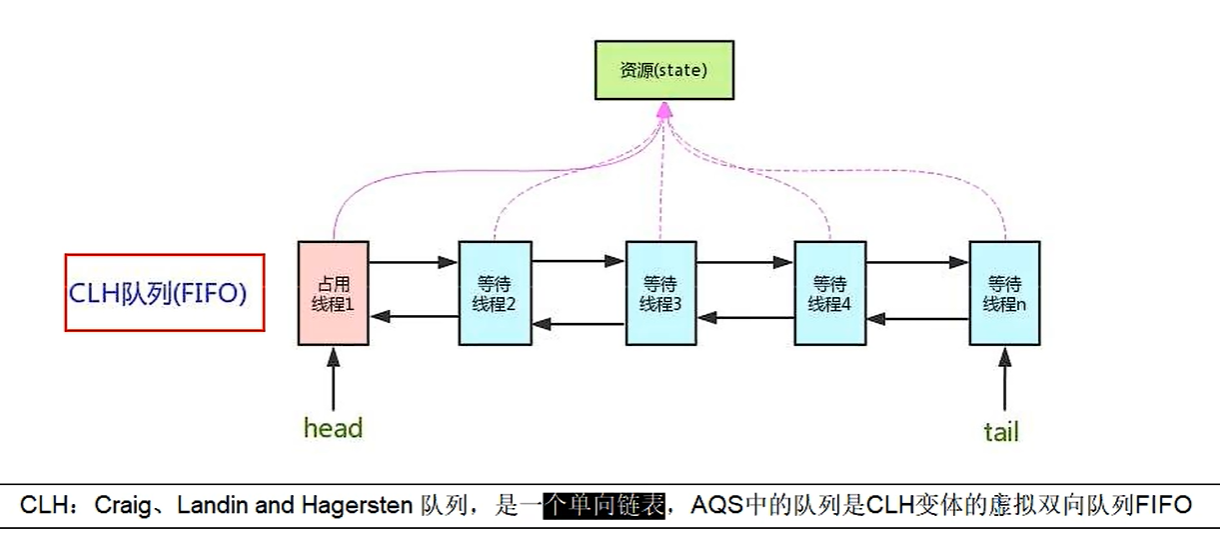 资源(state)
CLH队列(FIFO)
占用
线程1
等待
线程2
等待
线程3
等待
线程4
等待
线程n
head
tail
CLH：Craig、Landin and Hagersten 队列，是一个单向链表，AQS中的队列是CLH变体的虚拟双向队列FIFO